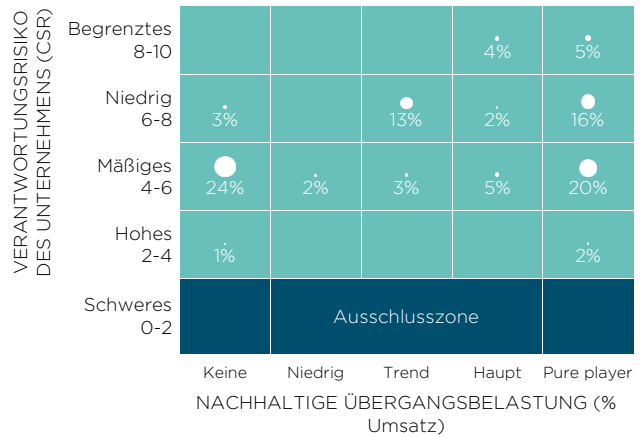 VERANTWORTUNGSRISIKO
DES UNTERNEHMENS (CSR)
Begrenztes
8-10
4%
5%
Niedrig
6-8
3%
13%
2%
16%
Mäßiges
4-6
24%
2%
3%
5%
20%
Hohes
2-4
1%
2%
Schweres
0-2
Ausschlusszone
Keine
Niedrig
Trend
Haupt
Pure player
NACHHALTIGE ÜBERGANGSBELASTUNG (%
Umsatz)